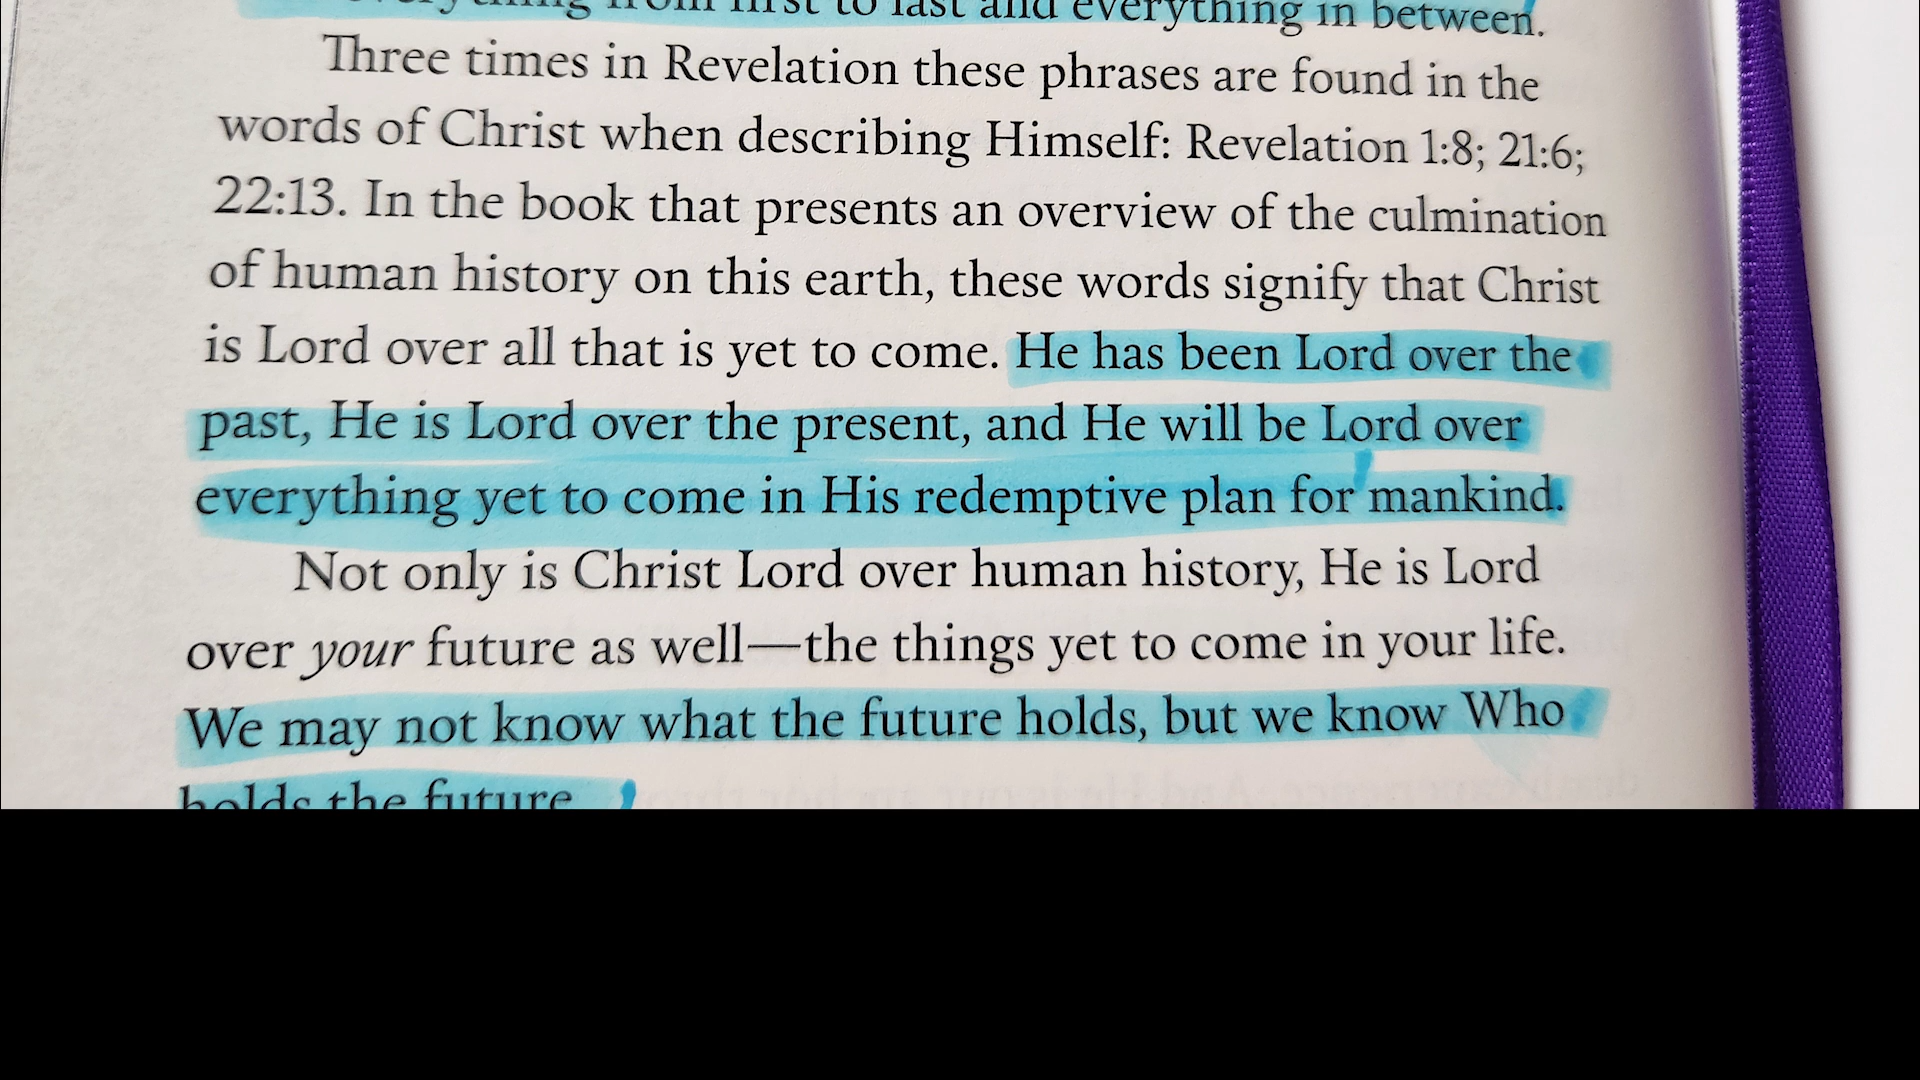 everything from first to last and everything in between.
Three times in Revelation these phrases are found in the
words of Christ when describing Himself: Revelation 1:8; 21:6;
22:13. In the book that presents an overview of the culmination
of human history on this earth, these words signify that Christ
is Lord over all that is yet to come. He has been Lord over the
past, He is Lord over the present, and He will be Lord over
everything yet to come in His redemptive plan for mankind.
Not only is Christ Lord over human history, He is Lord
over your future as well—the things yet to come in your life.
We may not know what the future holds, but we know Who
holds the future